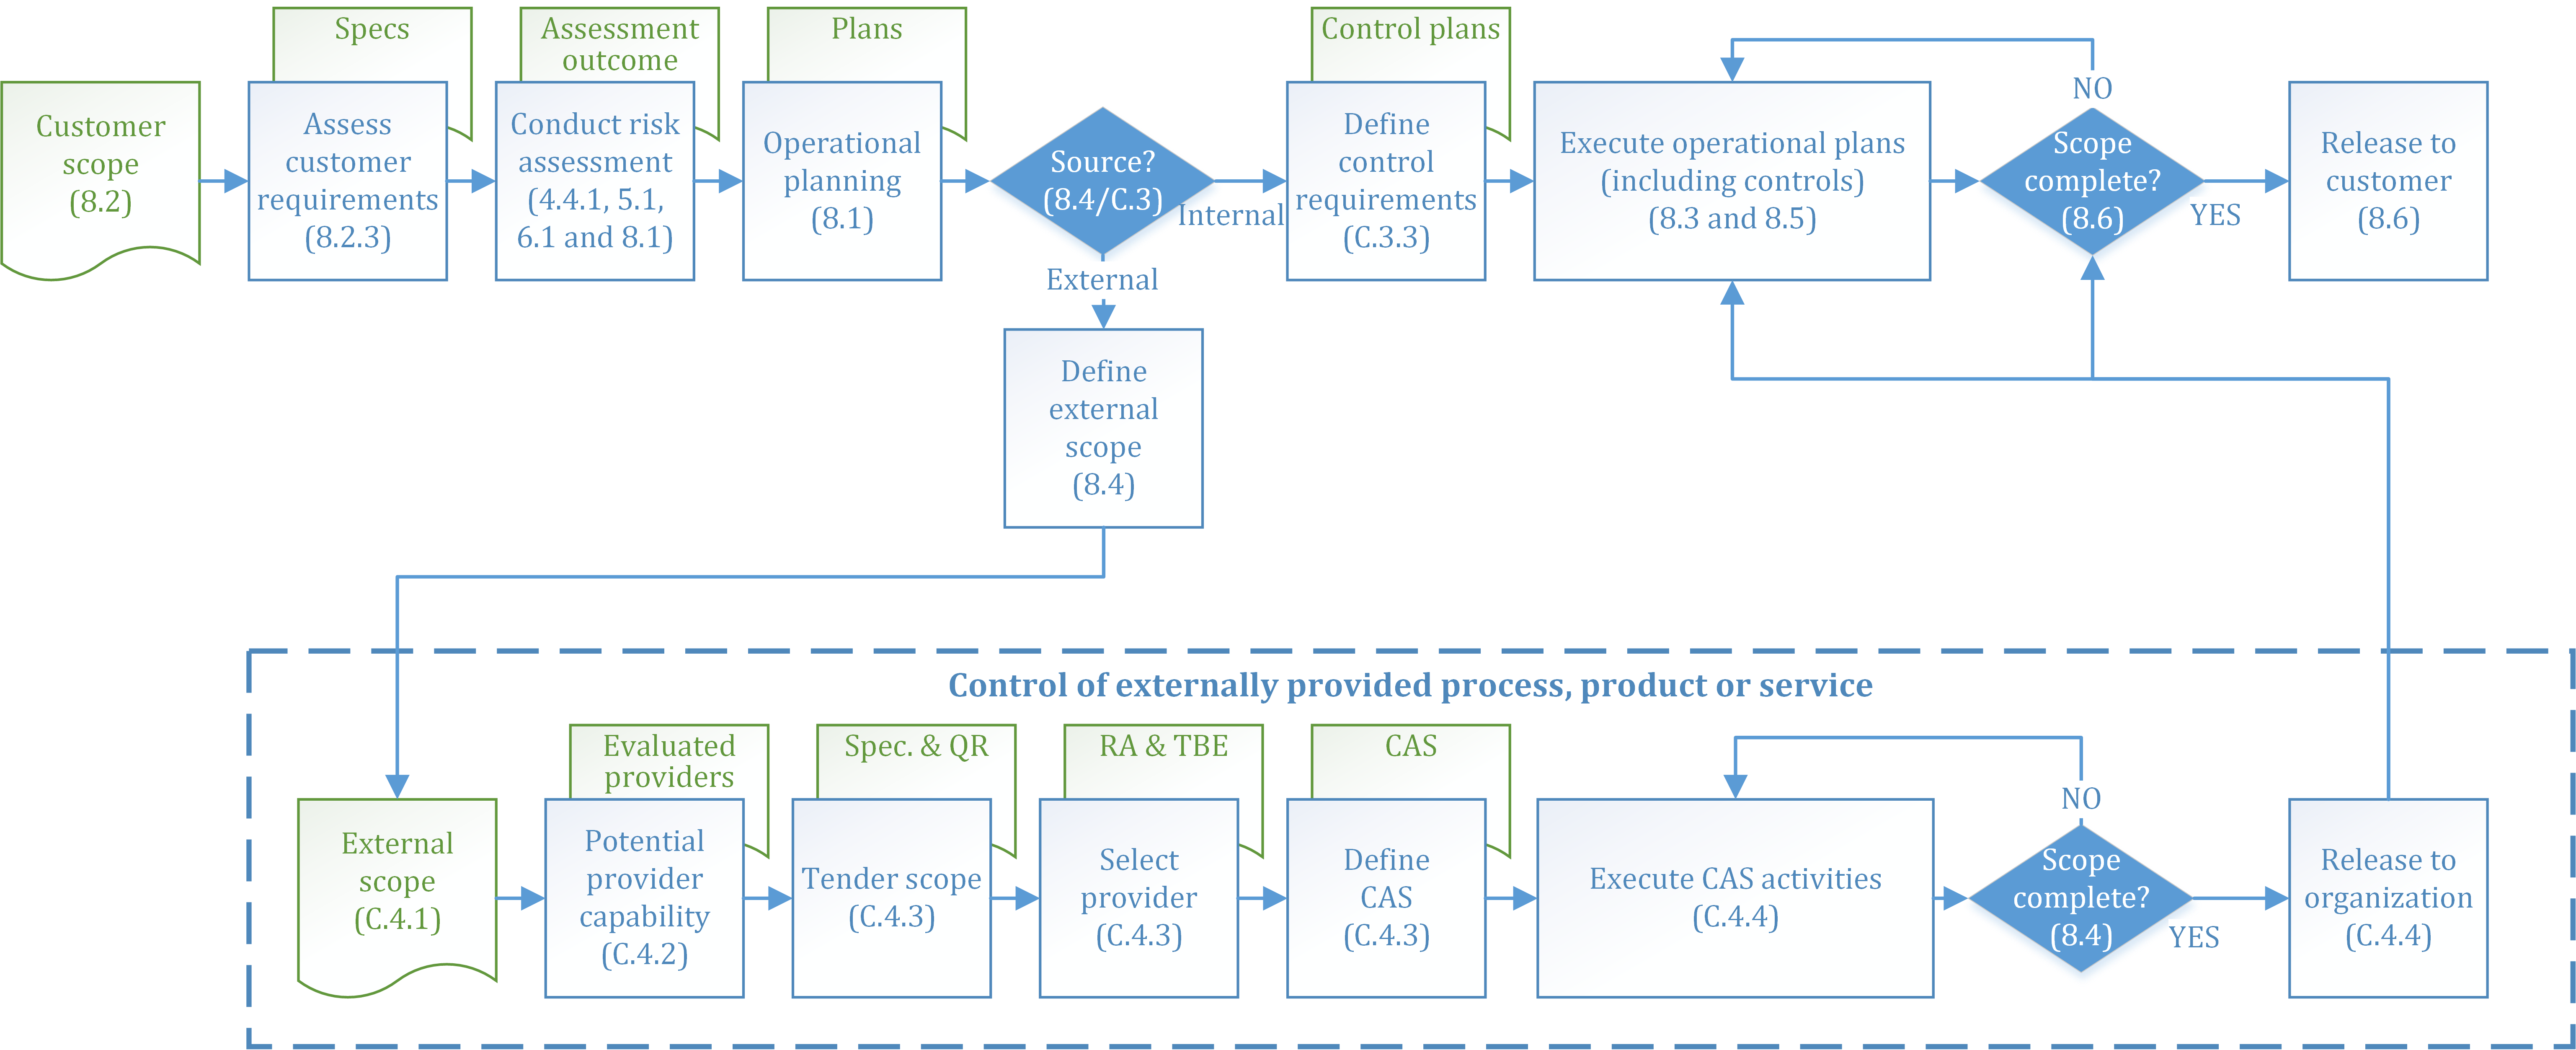 Specs
Assessment
outcome
Plans
Control plans
Customer
scope
(8.2)
Assess
customer
requirements
(8.2.3)
Conduct risk
assessment
(4.4.1, 5.1,
6.1 and 8.1)
Operational
planning
(8.1)
Source?
(8.4/C.3)
Internal
External
Define
control
requirements
(C.3.3)
Execute operational plans
(including controls)
(8.3 and 8.5)
NO
Scope
complete?
(8.6)
YES
Release to
customer
(8.6)
Define
external
scope
(8.4)
Control of externally provided process, product or service
Evaluated
providers
Spec. & QR
RA & TBE
CAS
External
scope
(C.4.1)
Potential
provider
capability
(C.4.2)
Tender scope
(C.4.3)
Select
provider
(C.4.3)
Define
CAS
(C.4.3)
Execute CAS activities
(C.4.4)
NO
Scope
complete?
(8.4)
YES
Release to
organization
(C.4.4)